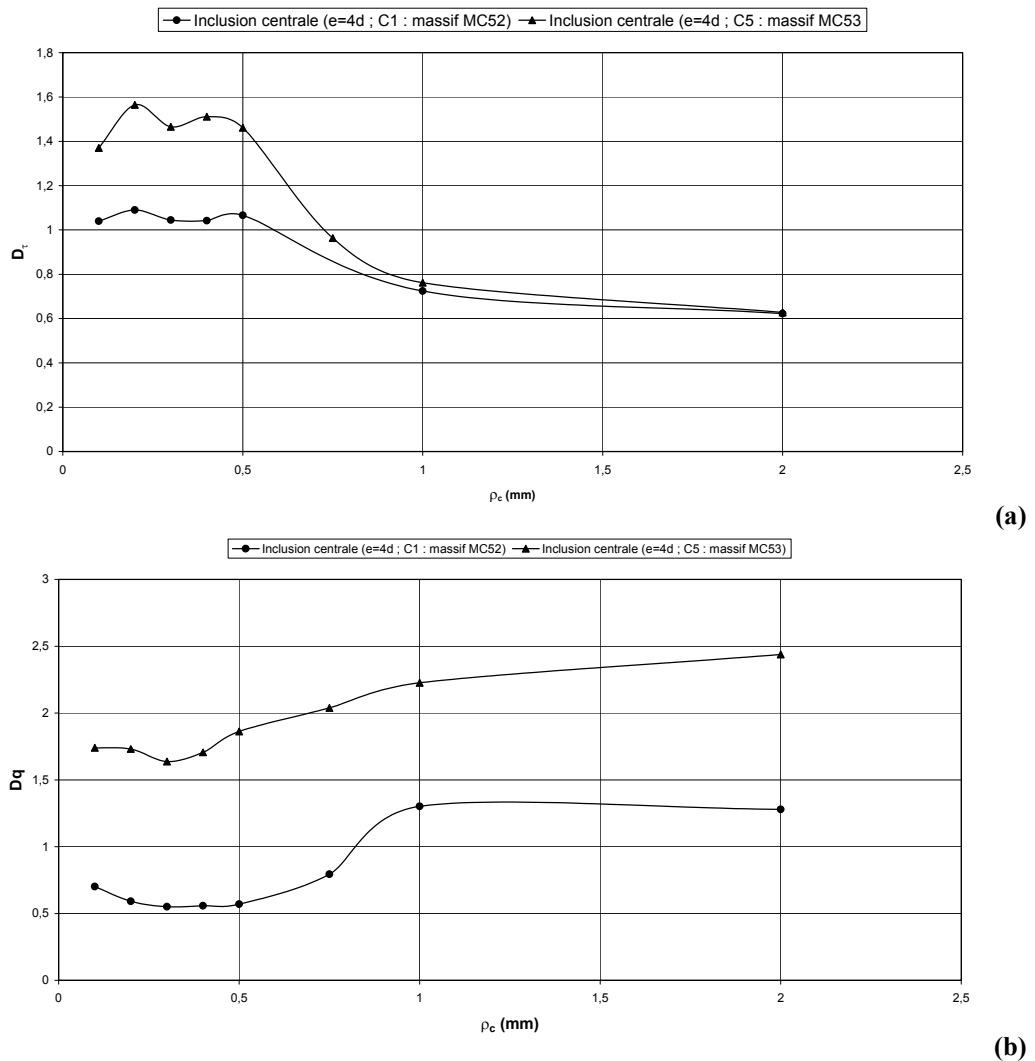 Inclusion centrale (e=4d ; C1 : massif MC52) Inclusion centrale (e=4d ; C5 : massif MC53
1,8
1,6
1,4
1,2
1
0,8
0,6
0,4
0,2
0
Dτ
0 0,5 1 1,5 2 2,5
ρc (mm)
(a)
Inclusion centrale (e=4d ; C1 : massif MC52) Inclusion centrale (e=4d ; C5 : massif MC53)
3
2,5
2
1,5
1
0,5
0
Dq
0 0,5 1 1,5 2 2,5
ρc (mm)
(b)